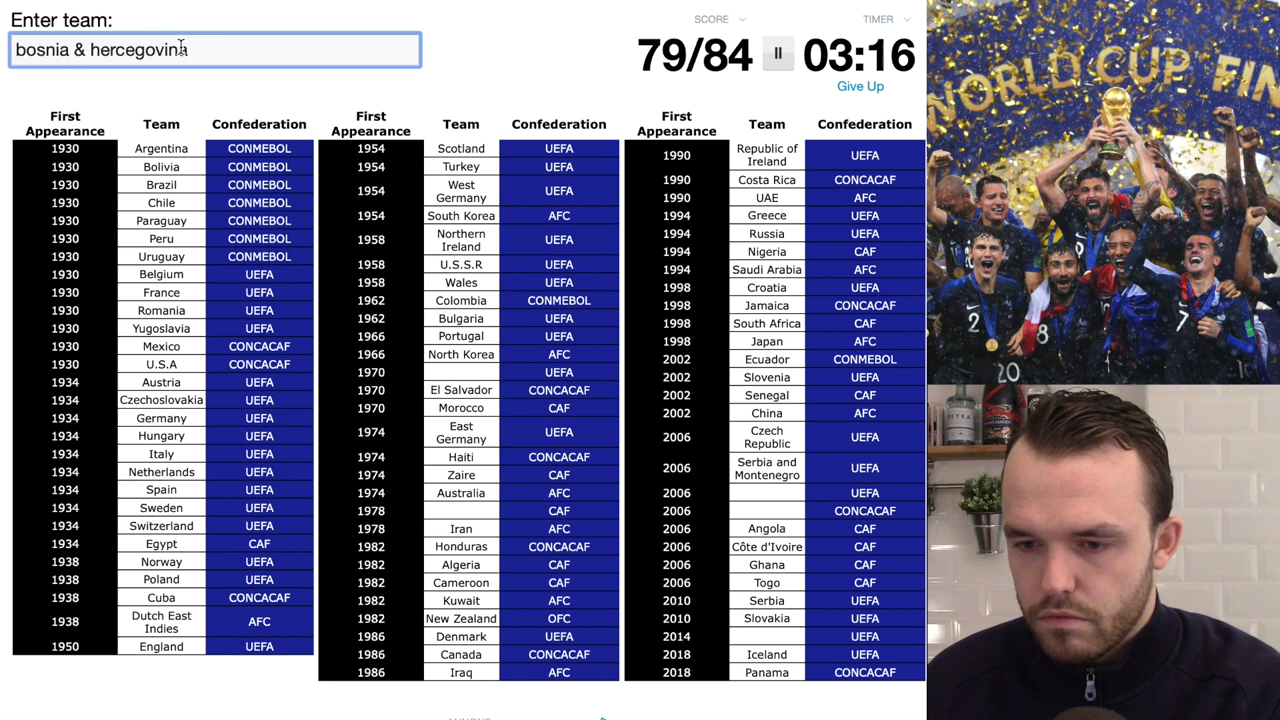 Enter team:
bosnia & hercegovina
SCORE
TIMER
79/84
03:16
Give Up
First Appearance Team Confederation
1930 Argentina CONMEBOL
1930 Bolivia CONMEBOL
1930 Brazil CONMEBOL
1930 Chile CONMEBOL
1930 Paraguay CONMEBOL
1930 Peru CONMEBOL
1930 Uruguay CONMEBOL
1930 Belgium UEFA
1930 France UEFA
1930 Romania UEFA
1930 Yugoslavia UEFA
1930 Mexico CONCACAF
1930 U.S.A CONCACAF
1934 Austria UEFA
1934 Czechoslovakia UEFA
1934 Germany UEFA
1934 Hungary UEFA
1934 Italy UEFA
1934 Netherlands UEFA
1934 Spain UEFA
1934 Sweden UEFA
1934 Switzerland UEFA
1934 Egypt CAF
1938 Norway UEFA
1938 Poland UEFA
1938 Cuba CONCACAF
1938 Dutch East Indies AFC
1950 England UEFA
First Appearance Team Confederation
1954 Scotland UEFA
1954 Turkey UEFA
1954 West Germany UEFA
1954 South Korea AFC
1958 Northern Ireland UEFA
1958 U.S.S.R UEFA
1958 Wales UEFA
1962 Colombia CONMEBOL
1962 Bulgaria UEFA
1966 Portugal UEFA
1966 North Korea AFC
1970 UEFA
1970 El Salvador CONCACAF
1970 Morocco CAF
1974 East Germany UEFA
1974 Haiti CONCACAF
1974 Zaire CAF
1974 Australia AFC
1978 CAF
1978 Iran AFC
1982 Honduras CONCACAF
1982 Algeria CAF
1982 Cameroon CAF
1982 Kuwait AFC
1982 New Zealand OFC
1986 Denmark UEFA
1986 Canada CONCACAF
1986 Iraq AFC
First Appearance Team Confederation
1990 Republic of Ireland UEFA
1990 Costa Rica CONCACAF
1990 UAE AFC
1994 Greece UEFA
1994 Russia UEFA
1994 Nigeria CAF
1994 Saudi Arabia AFC
1998 Croatia UEFA
1998 Jamaica CONCACAF
1998 South Africa CAF
1998 Japan AFC
2002 Ecuador CONMEBOL
2002 Slovenia UEFA
2002 Senegal CAF
2002 China AFC
2006 Czech Republic UEFA
2006 Serbia and Montenegro UEFA
2006 UEFA
2006 CONCACAF
2006 Angola CAF
2006 Côte d'Ivoire CAF
2006 Ghana CAF
2006 Togo CAF
2010 Serbia UEFA
2010 Slovakia UEFA
2014 UEFA
2018 Iceland UEFA
2018 Panama CONCACAF
WORLD CUP FIN
2
8
7
20
REYKA